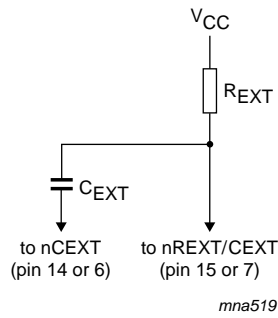 VCC
REXT
CEXT
to nCEXT
(pin 14 or 6)
to nREXT/CEXT
(pin 15 or 7)
mna519